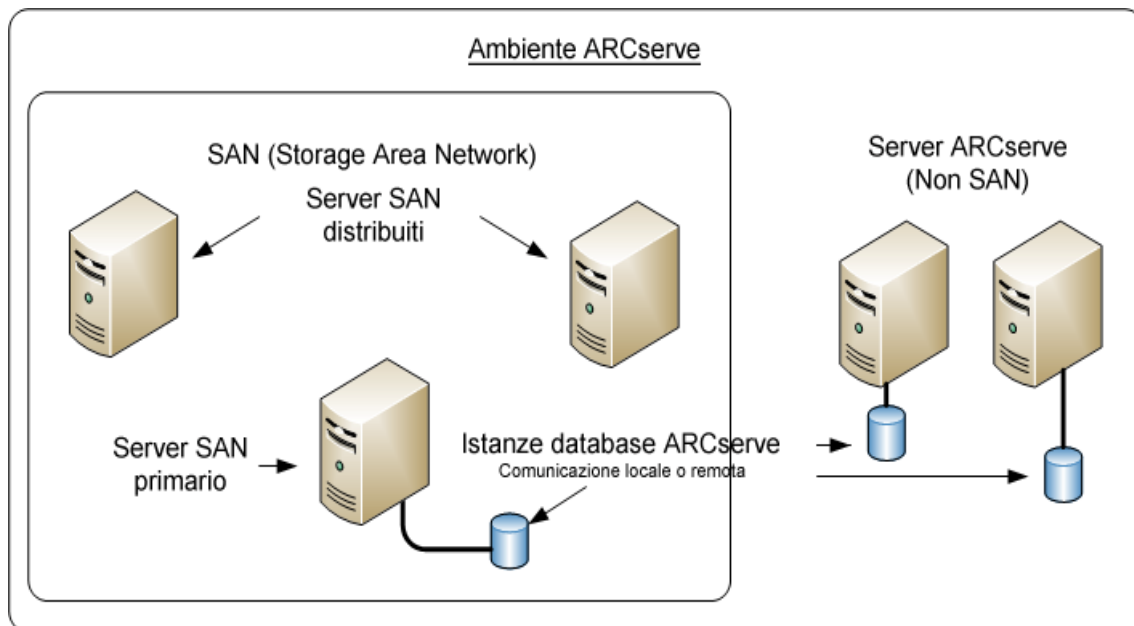 Ambiente ARCserve
SAN (Storage Area Network)
Server SAN
distribuiti
Server ARCserve
(Non SAN)
Server SAN
primario
Istanze database ARCserve
Comunicazione locale o remota